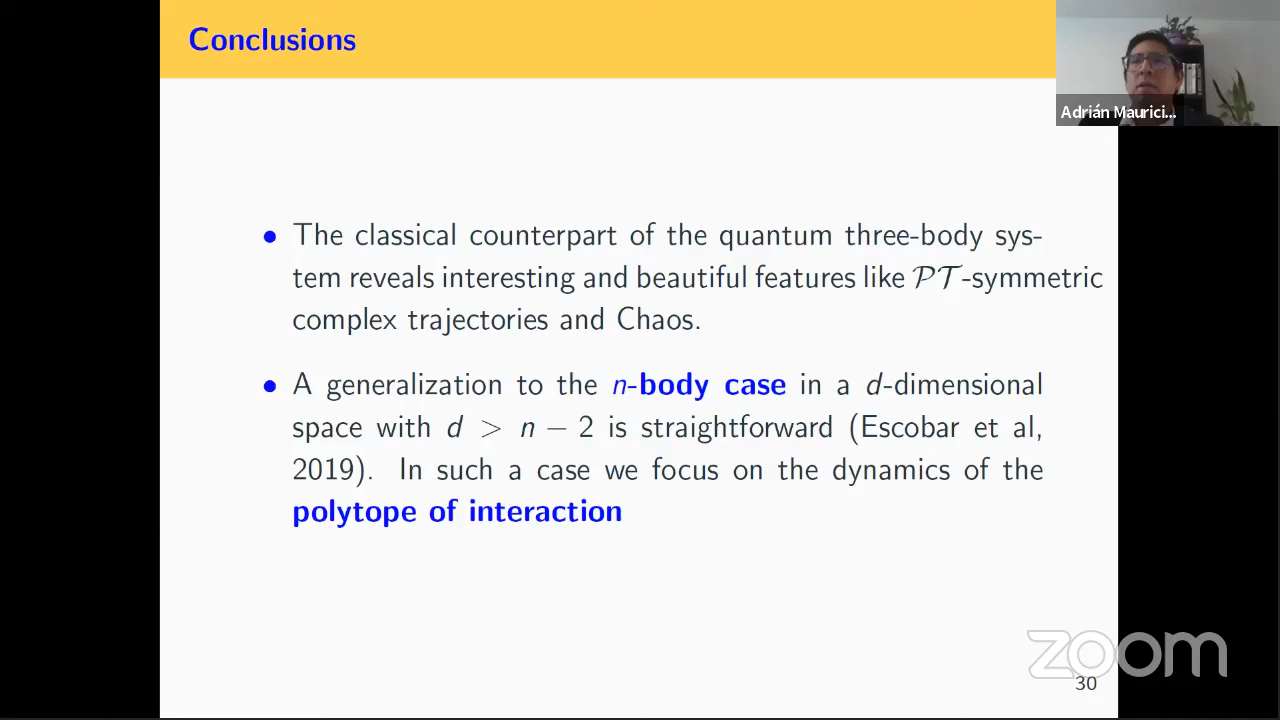 Conclusions
Adrián Maurici...
• The classical counterpart of the quantum three-body sys-
tem reveals interesting and beautiful features like 𝒫𝒯-symmetric
complex trajectories and Chaos.
• A generalization to the n-body case in a d-dimensional
space with d > n − 2 is straightforward (Escobar et al,
2019). In such a case we focus on the dynamics of the
polytope of interaction
zoom
30